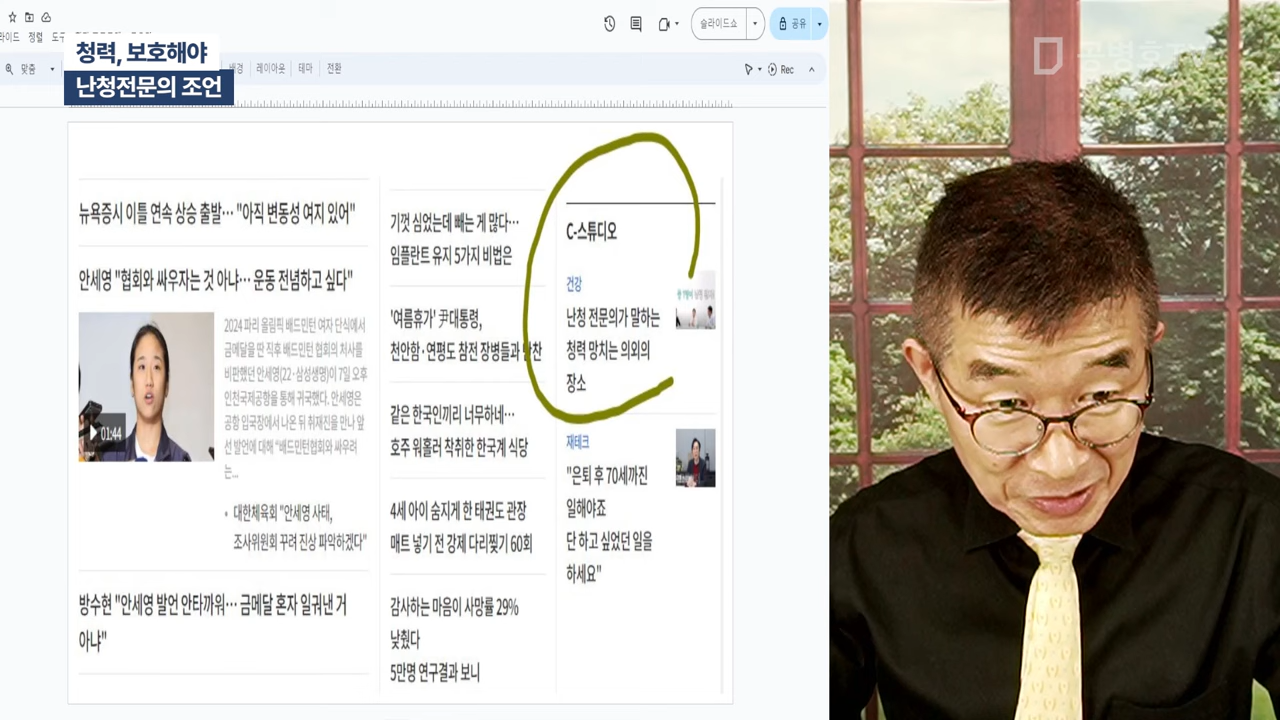 청력, 보호해야
난청전문의 조언
슬라이드쇼
공유
라이드 정렬 도구
맞춤
배경 레이아웃 테마 전환
Rec
뉴욕증시 이틀 연속 상승 출발… "아직 변동성 여지 있어"
안세영 "협회와 싸우자는 것 아냐… 운동 전념하고 싶다"
01:44
2024 파리 올림픽 배드민턴 여자 단식에서
금메달을 딴 직후 배드민턴 협회의 처사를
비판했던 안세영(22·삼성생명)이 7일 오후
인천국제공항을 통해 귀국했다. 안세영은
공항 입국장에서 나온 뒤 취재진을 만나 앞
선 발언에 대해 "배드민턴협회와 싸우려
는...
대한체육회 "안세영 사태,
조사위원회 꾸려 진상 파악하겠다"
방수현 "안세영 발언 안타까워… 금메달 혼자 일궈낸 거
아냐"
기껏 심었는데 빼는 게 많다…
임플란트 유지 5가지 비법은
'여름휴가' 尹대통령,
천안함·연평도 참전 장병들과 만찬
같은 한국인끼리 너무하네…
호주 워홀러 착취한 한국계 식당
4세 아이 숨지게 한 태권도 관장
매트 넣기 전 강제 다리찢기 60회
감사하는 마음이 사망률 29%
낮췄다
5만명 연구결과 보니
C-스튜디오
건강
난청 전문의가 말하는
청력 망치는 의외의
장소
재테크
"은퇴 후 70세까진
일해야죠
단 하고 싶었던 일을
하세요"